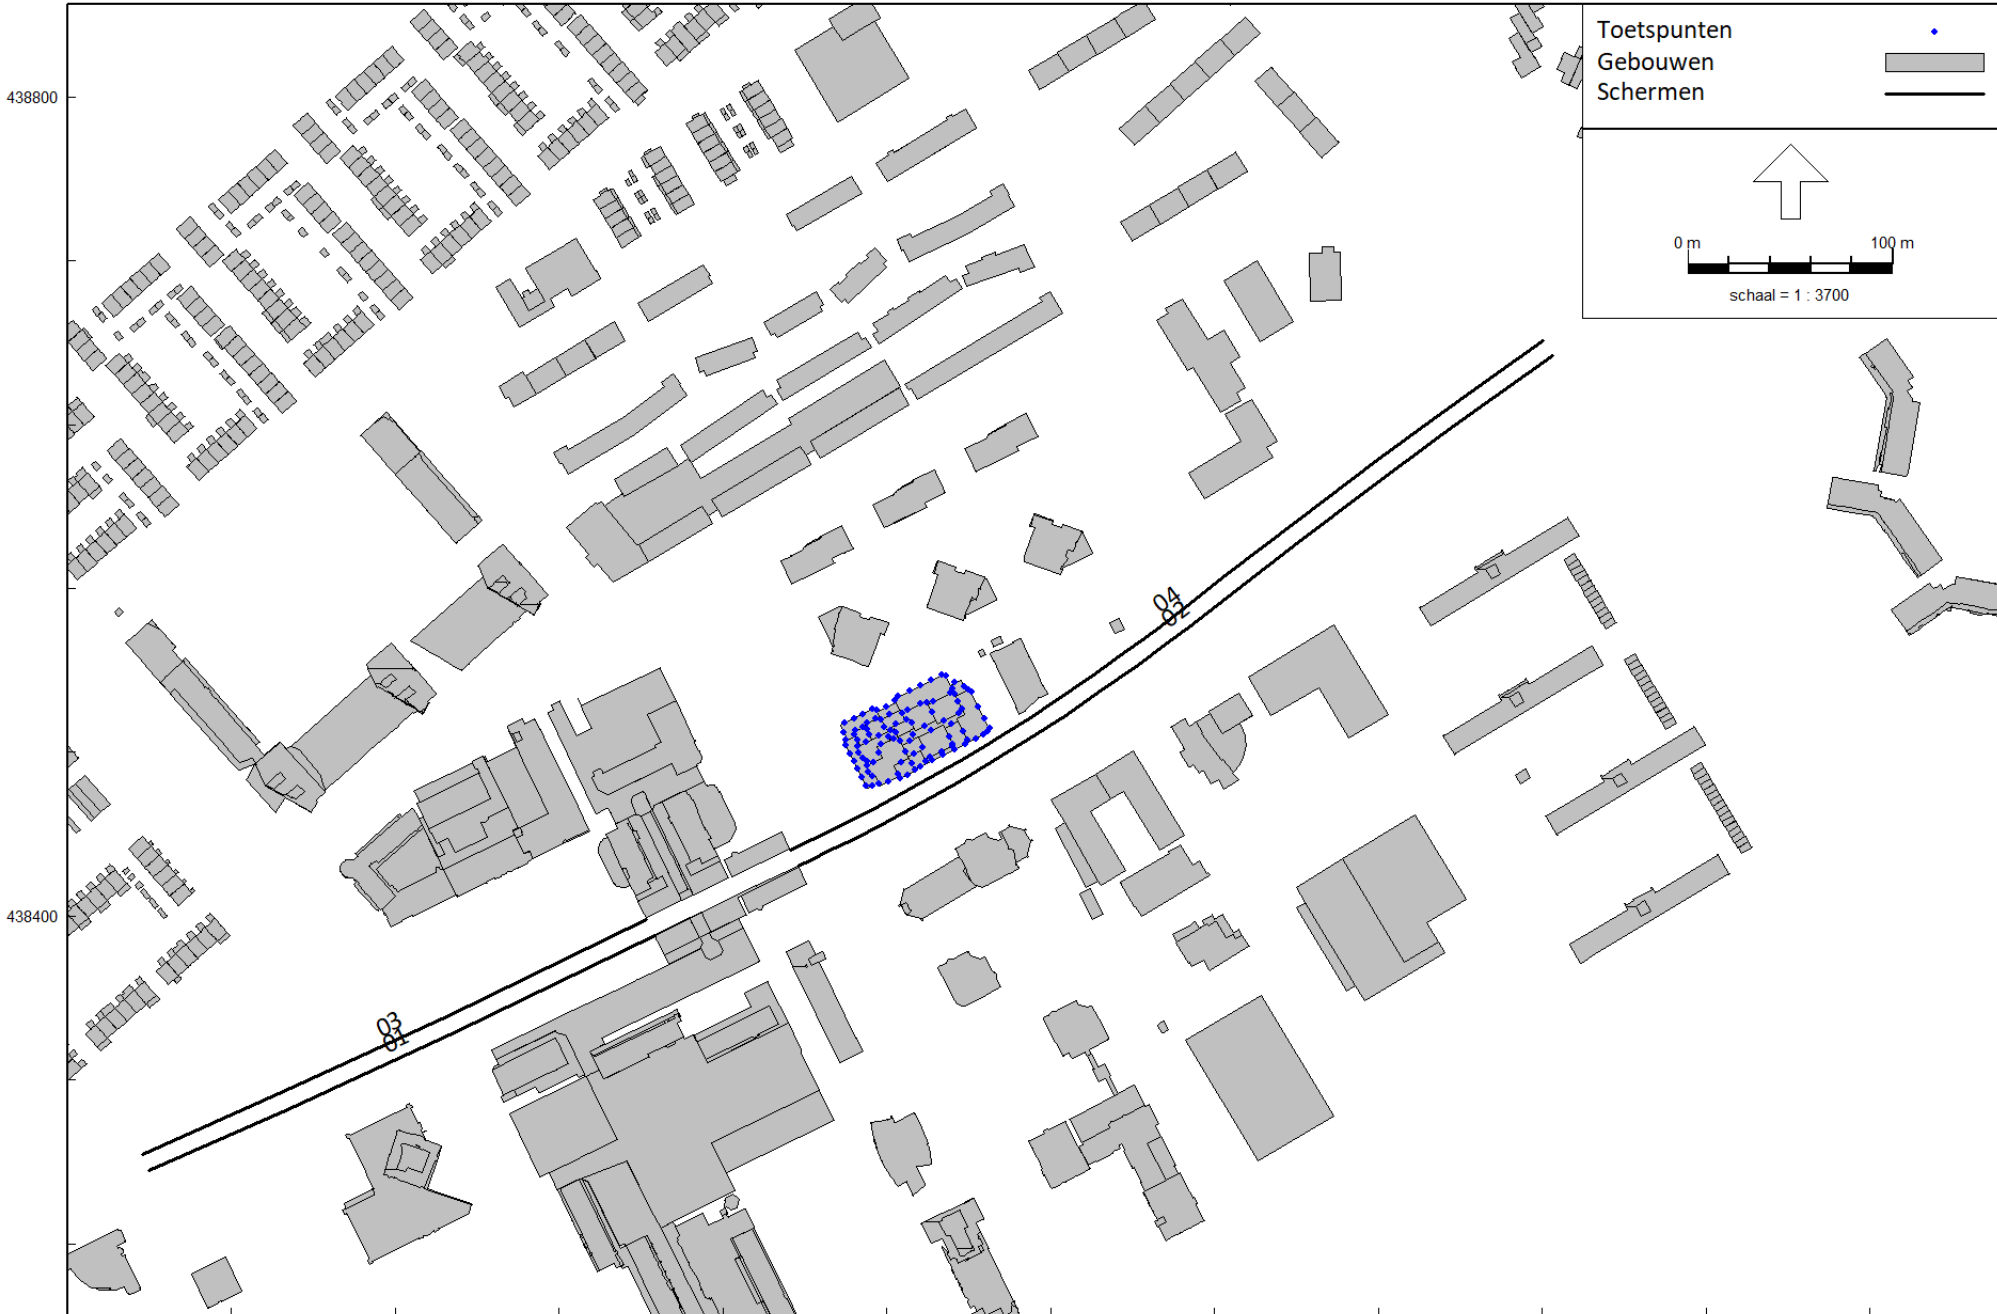 Toetspunten
Gebouwen
Schermen
438800
0 m 100 m
schaal = 1 : 3700
04
02
438400
03
01